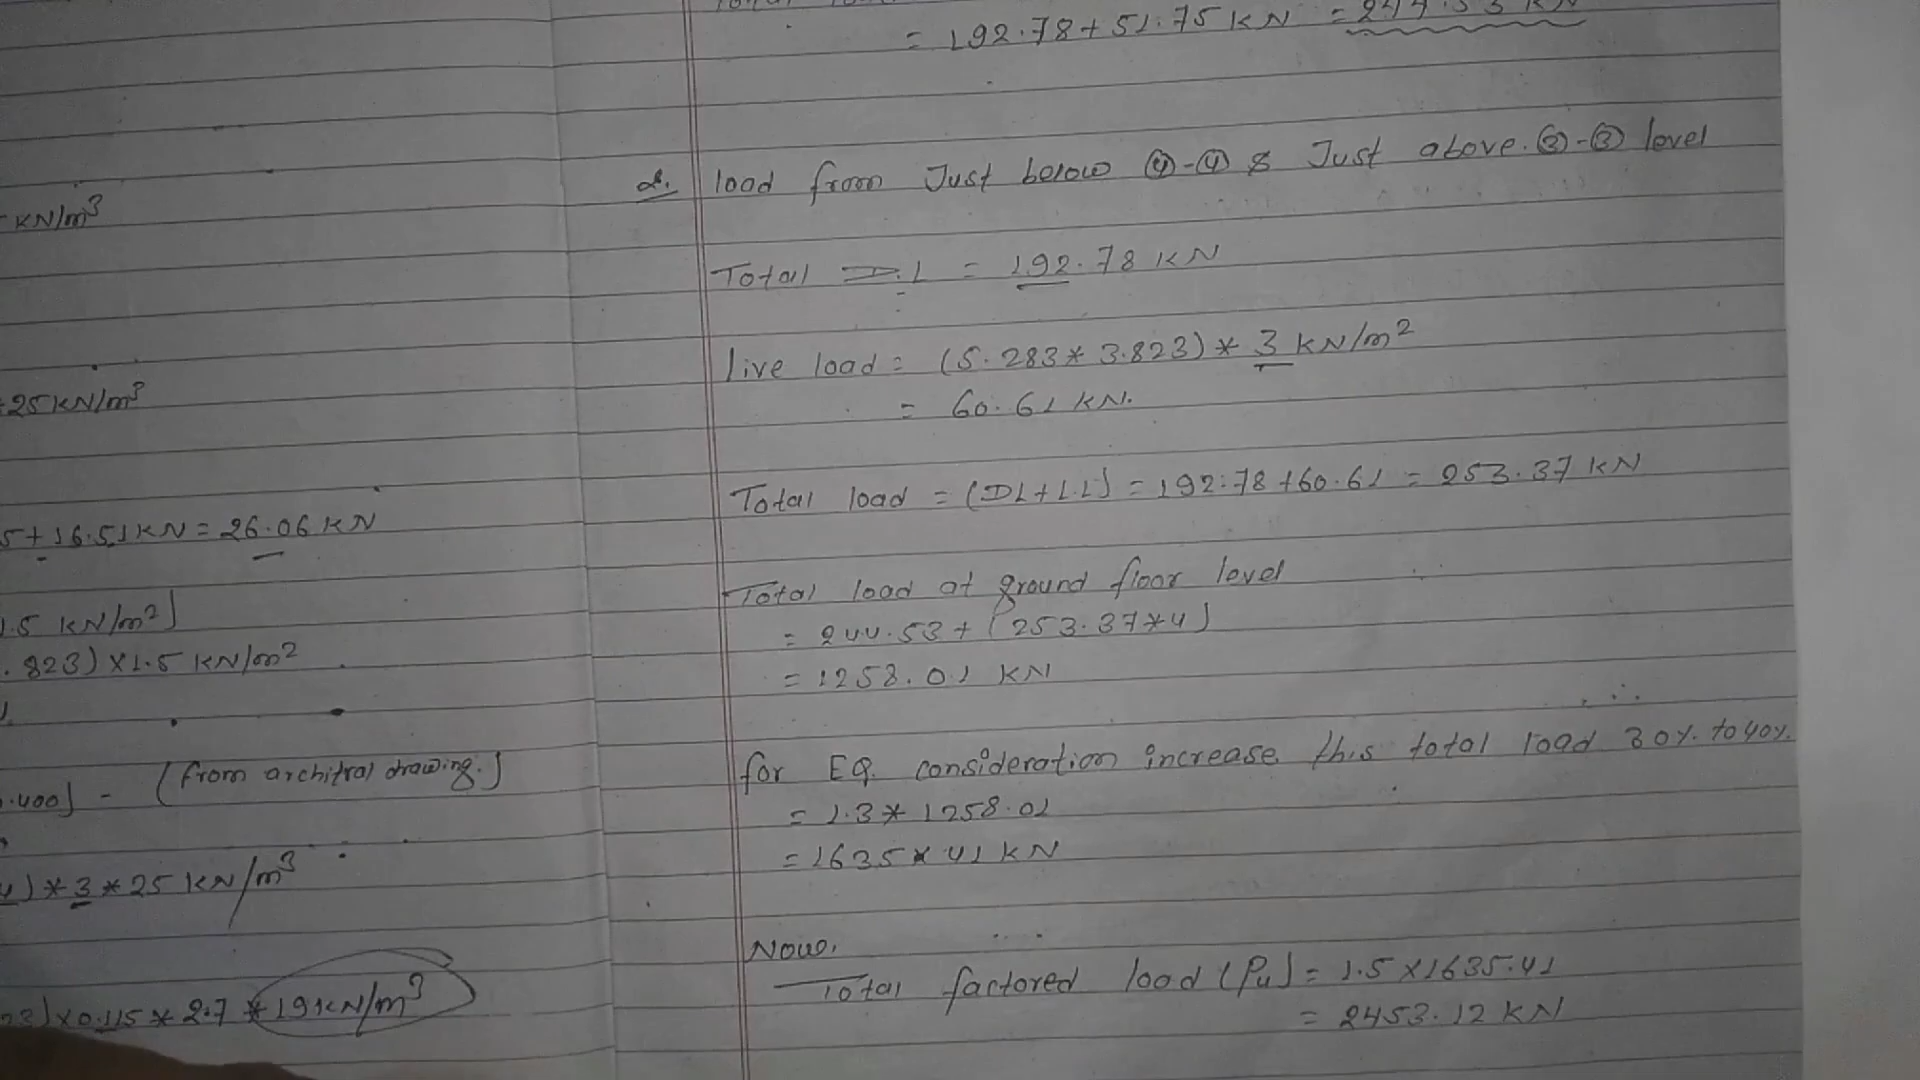 KN/m³
25 KN/m³
5 + 16.51 KN = 26.06 KN
1.5 KN/m²]
.823) x 1.5 KN/m²
.400] - (from architral drawing.)
) * 3 * 25 KN/m³
) x 0.115 * 2.7 * 19 KN/m³
= 192.78 + 51.75 KN = 244.53 KN
2. load from Just below ④-④ & Just above. ③-③ level
Total D.L = 192.78 KN
live load = (5.283 * 3.823) * 3 KN/m²
= 60.61 KN.
Total load = (DL + L.L) = 192.78 + 60.61 = 253.37 KN
Total load at ground floor level
= 244.53 + (253.37 * 4)
= 1258.01 KN
for EQ. consideration increase this total load 30% to 40%.
= 1.3 * 1258.01
= 1635 x 41 KN
Now,
Total factored load (Pu) = 1.5 x 1635.41
= 2453.12 KN